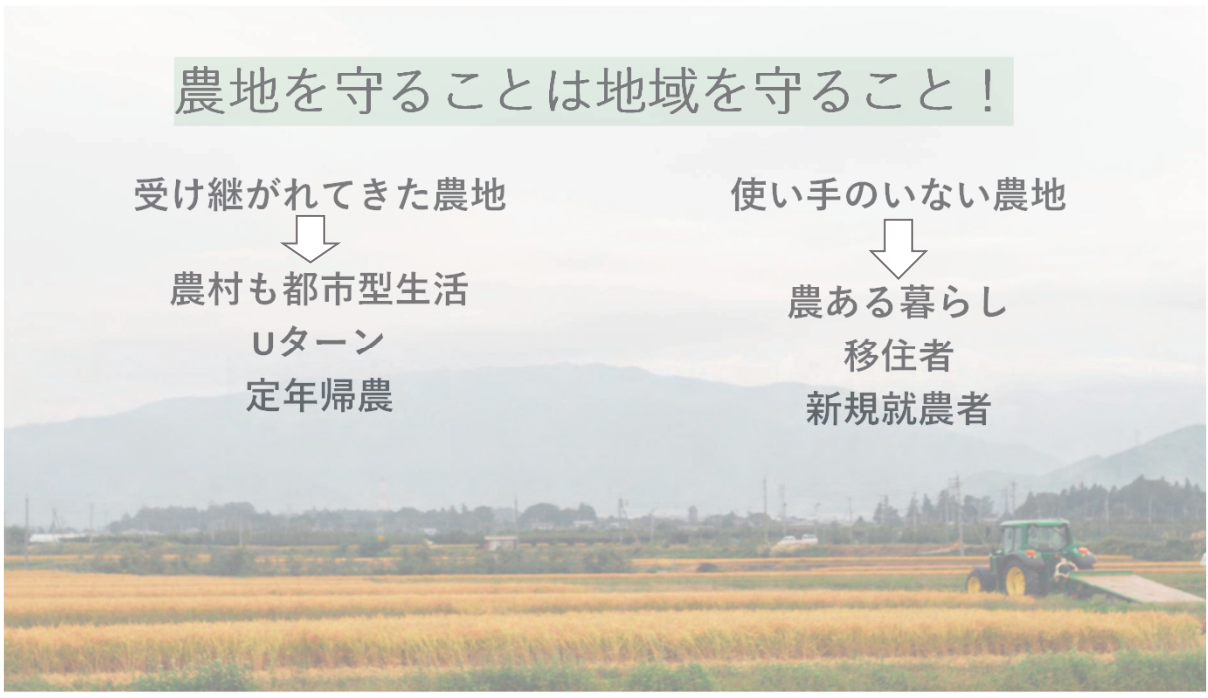 農地を守ることは地域を守ること！
受け継がれてきた農地
農村も都市型生活
Uターン
定年帰農
使い手のいない農地
農ある暮らし
移住者
新規就農者